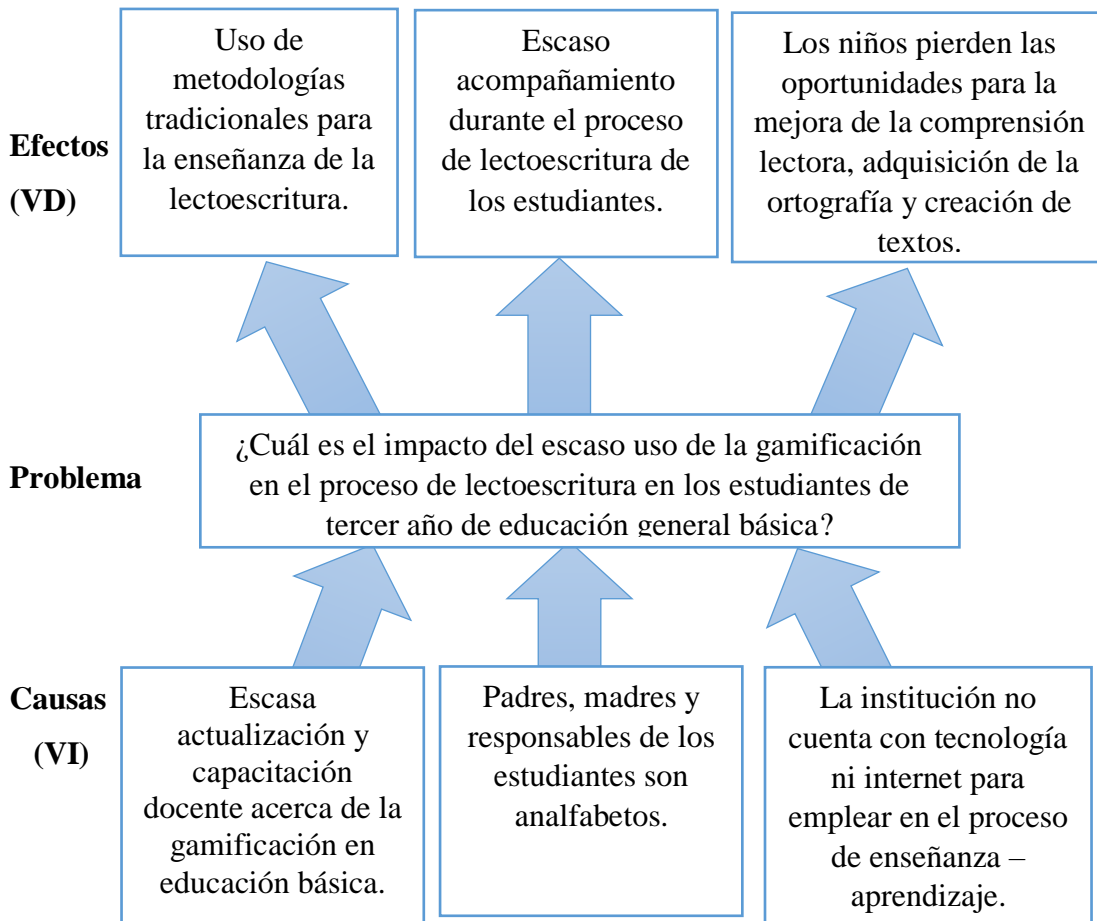 Uso de
metodologías
tradicionales para
la enseñanza de la
lectoescritura.
Escaso
acompañamiento
durante el proceso
de lectoescritura de
los estudiantes.
Los niños pierden las
oportunidades para la
mejora de la comprensión
lectora, adquisición de la
ortografía y creación de
textos.
Efectos
(VD)
Problema
¿Cuál es el impacto del escaso uso de la gamificación
en el proceso de lectoescritura en los estudiantes de
tercer año de educación general básica?
Causas
(VI)
Escasa
actualización y
capacitación
docente acerca de la
gamificación en
educación básica.
Padres, madres y
responsables de los
estudiantes son
analfabetos.
La institución no
cuenta con tecnología
ni internet para
emplear en el proceso
de enseñanza –
aprendizaje.